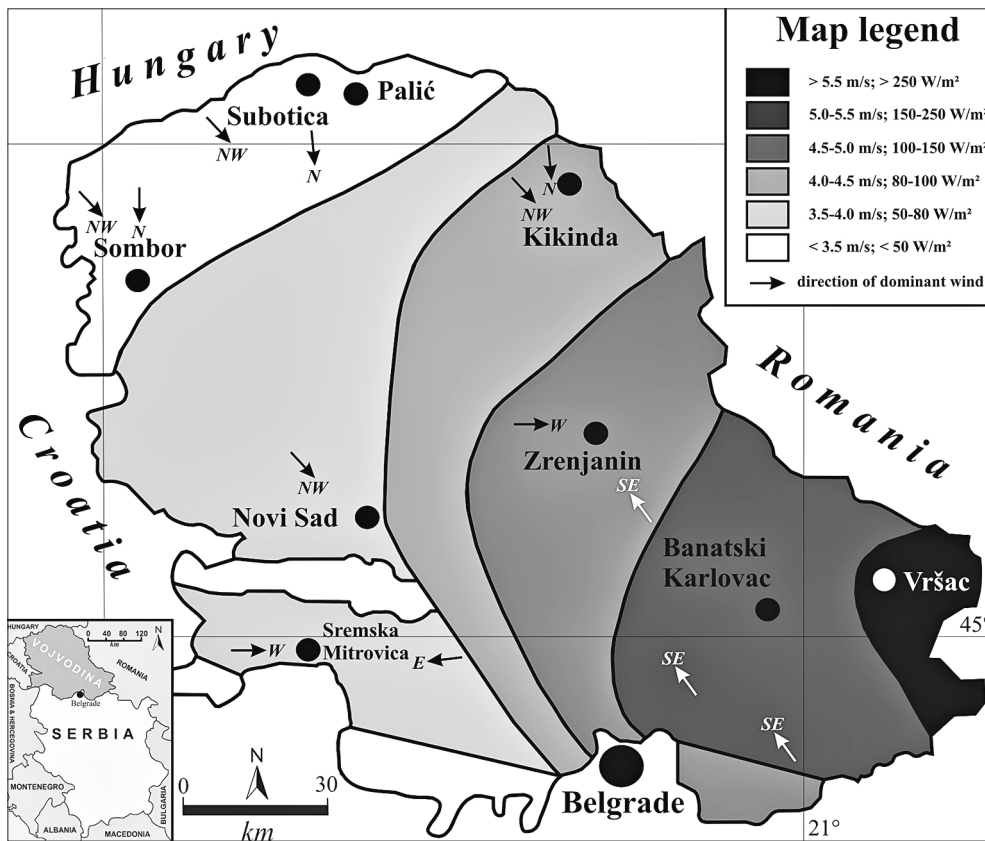 Hungary
Subotica
Palić
NW
N
NW
N
Sombor
N
NW
Kikinda
Map legend
> 5.5 m/s; > 250 W/m²
5.0-5.5 m/s; 150-250 W/m²
4.5-5.0 m/s; 100-150 W/m²
4.0-4.5 m/s; 80-100 W/m²
3.5-4.0 m/s; 50-80 W/m²
< 3.5 m/s; < 50 W/m²
direction of dominant wind
Romania
Croatia
W
Zrenjanin
SE
NW
Novi Sad
Banatski
Karlovac
Vršac
45°
Sremska
Mitrovica
W
E
SE
SE
N
0 30
km
Belgrade
21°
HUNGARY
0 40 80 120
km
N
CROATIA
VOJVODINA
ROMANIA
Belgrade
BOSNIA & HERCEGOVINA
SERBIA
MONTENEGRO
BULGARIA
ALBANIA
MACEDONIA